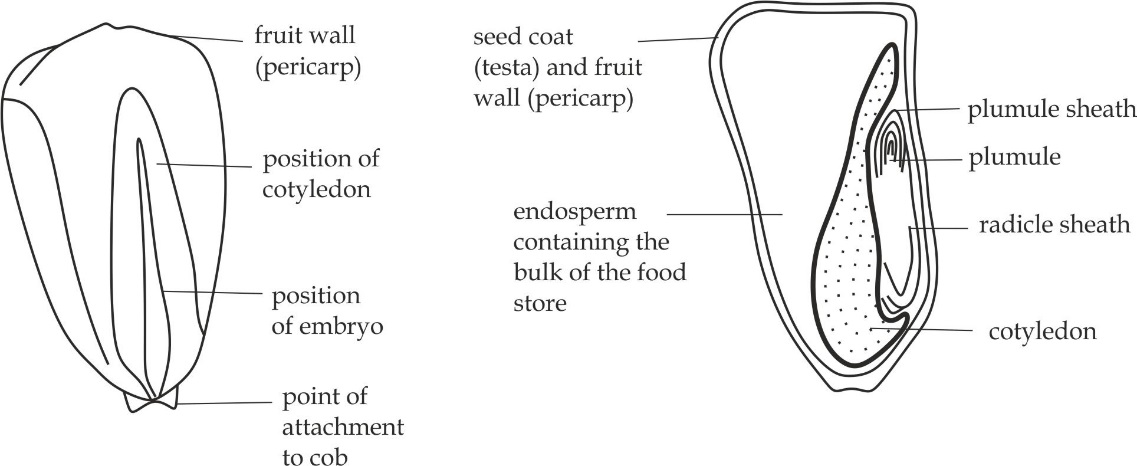 fruit wall
(pericarp)
position of
cotyledon
position
of embryo
point of
attachment
to cob
seed coat
(testa) and fruit
wall (pericarp)
endosperm
containing the
bulk of the food
store
plumule sheath
plumule
radicle sheath
cotyledon